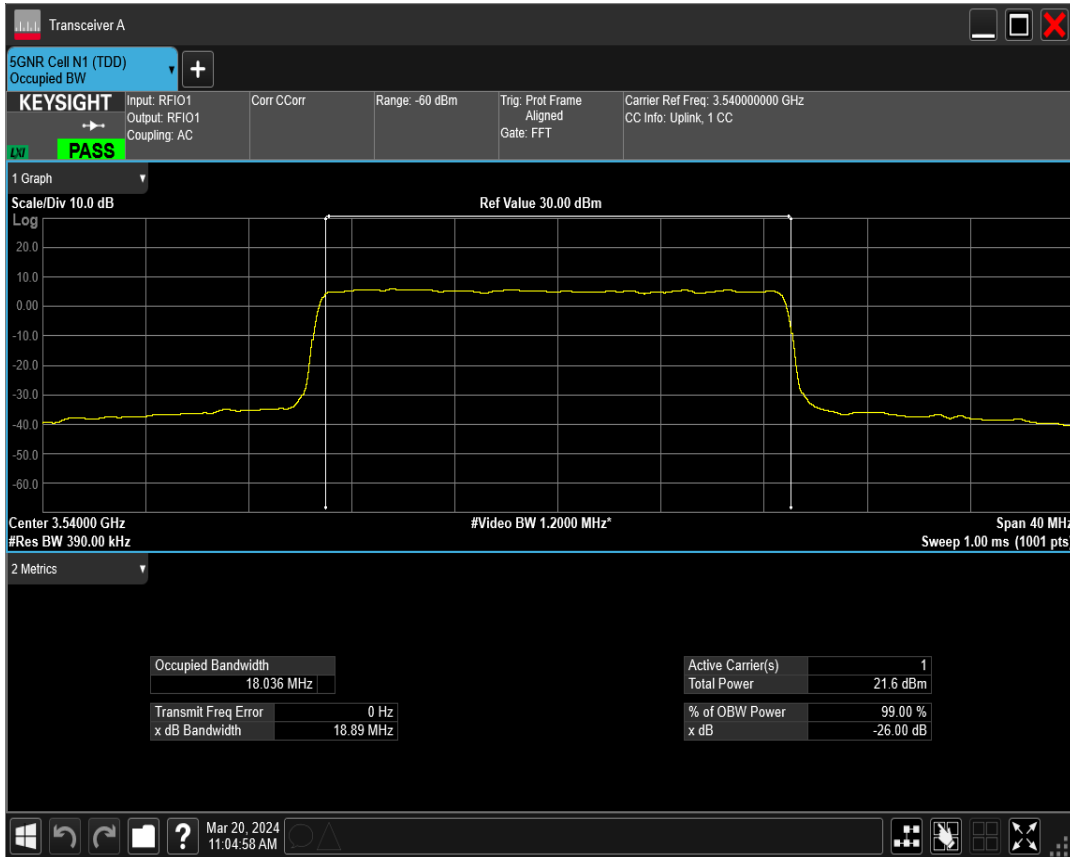 Transceiver A
5GNR Cell N1 (TDD)
Occupied BW
+
KEYSIGHT
LXI
PASS
Input: RFIO1
Output: RFIO1
Coupling: AC
Corr CCorr
Range: -60 dBm
Trig: Prot Frame
Aligned
Gate: FFT
Carrier Ref Freq: 3.540000000 GHz
CC Info: Uplink, 1 CC
1 Graph
Scale/Div 10.0 dB
Ref Value 30.00 dBm
Log
20.0
10.0
0.00
-10.0
-20.0
-30.0
-40.0
-50.0
-60.0
Center 3.54000 GHz
#Video BW 1.2000 MHz*
Span 40 MHz
#Res BW 390.00 kHz
Sweep 1.00 ms (1001 pts)
2 Metrics
Occupied Bandwidth
18.036 MHz
Transmit Freq Error 0 Hz
x dB Bandwidth 18.89 MHz
Active Carrier(s) 1
Total Power 21.6 dBm
% of OBW Power 99.00 %
x dB -26.00 dB
?
Mar 20, 2024
11:04:58 AM